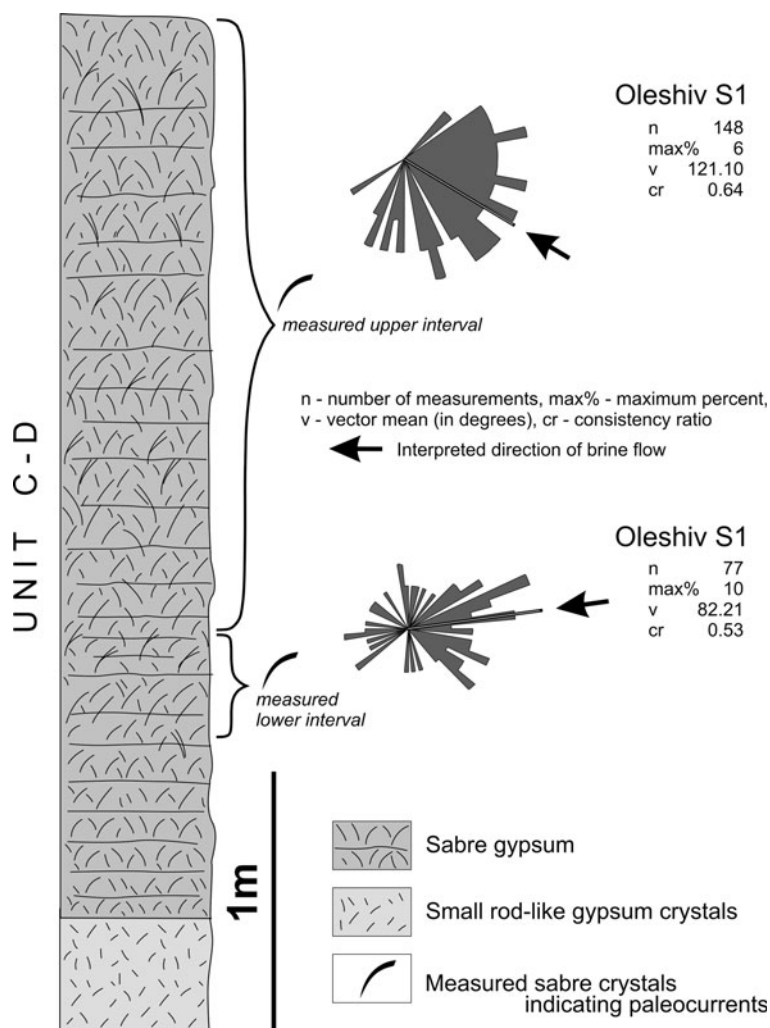 Oleshiv S1
n 148
max% 6
v 121.10
cr 0.64
measured upper interval
n - number of measurements, max% - maximum percent,
v - vector mean (in degrees), cr - consistency ratio
Interpreted direction of brine flow
UNIT C-D
Oleshiv S1
n 77
max% 10
v 82.21
cr 0.53
measured
lower interval
1m
Sabre gypsum
Small rod-like gypsum crystals
Measured sabre crystals
indicating paleocurrents